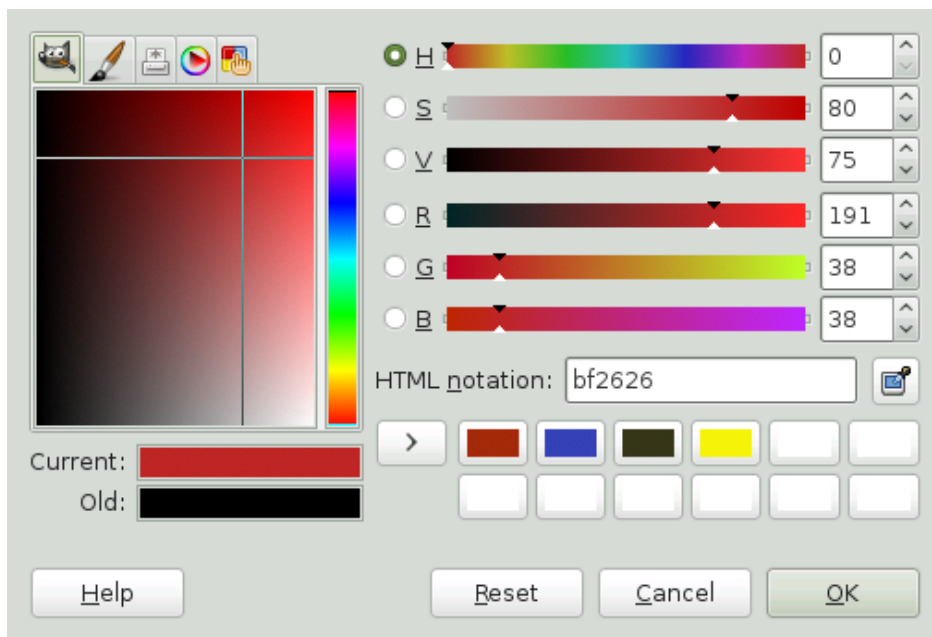 H 0
S 80
V 75
R 191
G 38
B 38
HTML notation: bf2626
>
Current:
Old:
Help Reset Cancel OK